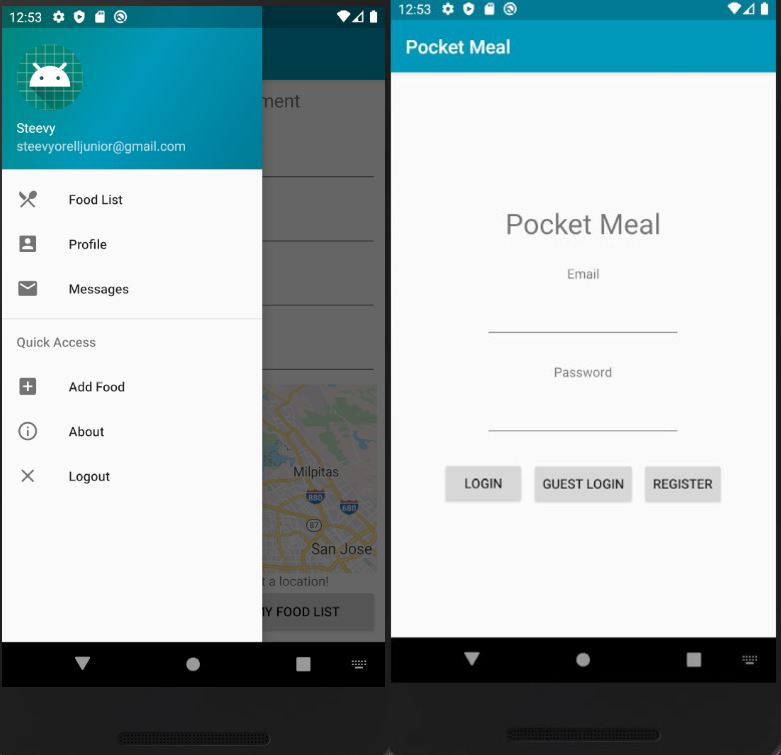 12:53
Steevy
steevyorelljunior@gmail.com
Food List
Profile
Messages
Quick Access
Add Food
About
Logout
ment
Milpitas
880
680
87
San Jose
t a location!
MY FOOD LIST
12:53
Pocket Meal
Pocket Meal
Email
Password
LOGIN
GUEST LOGIN
REGISTER